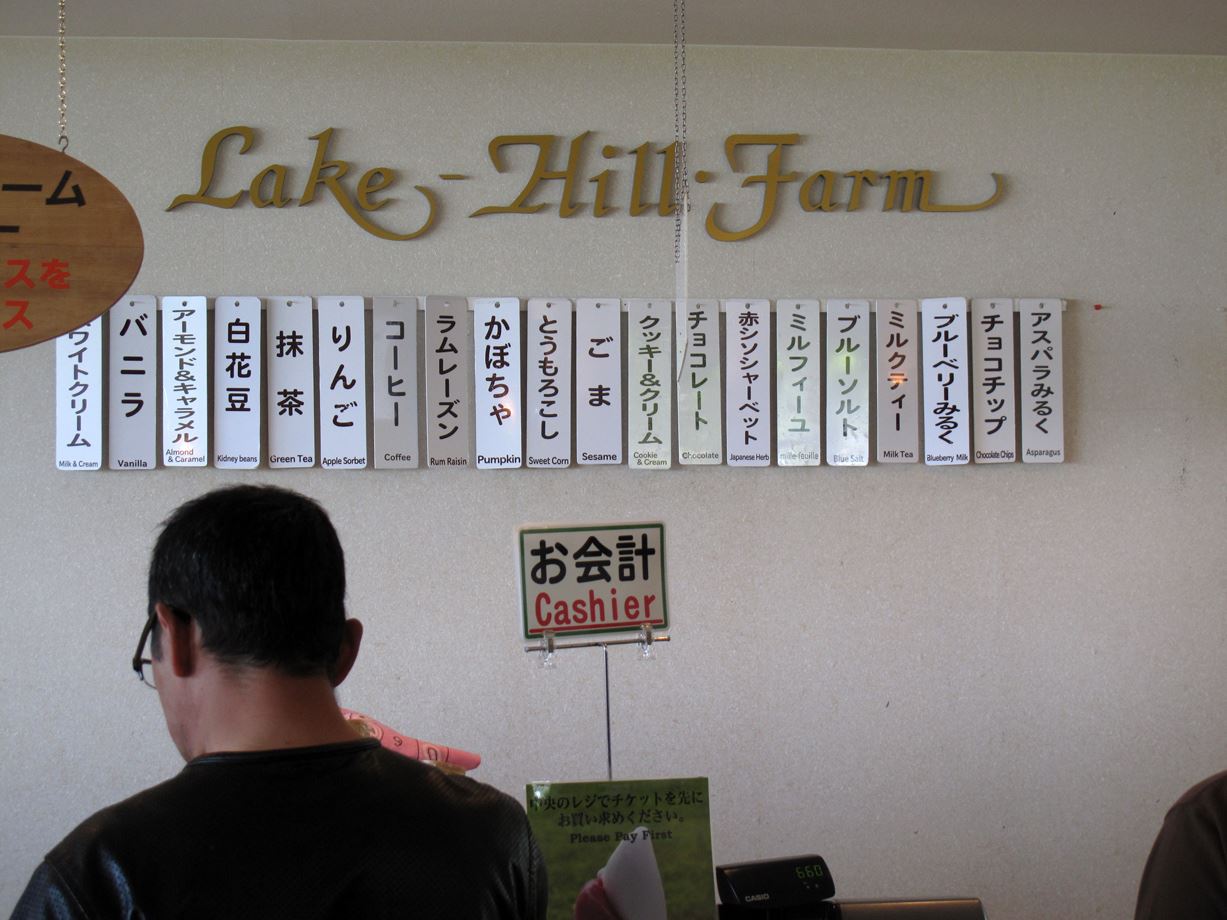 Lake-Hill・Farm
ーム
ー
スを
ス
ワイトクリーム
Milk & Cream
バニラ
Vanilla
アーモンド&キャラメル
Almond
& Caramel
白花豆
Kidney beans
抹茶
Green Tea
りんご
Apple Sorbet
コーヒー
Coffee
ラムレーズン
Rum Raisin
かぼちゃ
Pumpkin
とうもろこし
Sweet Corn
ごま
Sesame
クッキー&クリーム
Cookie
& Cream
チョコレート
Chocolate
赤シソシャーベット
Japanese Herb
ミルフィーユ
mille-feuille
ブルーソルト
Blue Salt
ミルクティー
Milk Tea
ブルーベリーみるく
Blueberry Milk
チョコチップ
Chocolate Chips
アスパラみるく
Asparagus
お会計
Cashier
中央のレジでチケットを先に
お買い求めください。
Please Pay First
660
CASIO